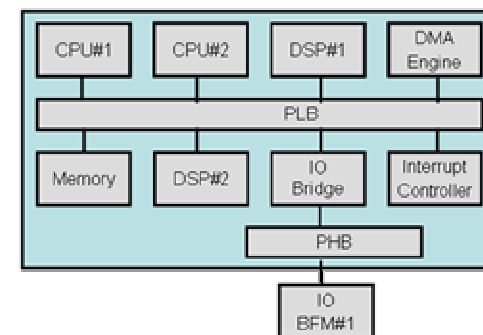 CPU#1
CPU#2
DSP#1
DMA
Engine
PLB
Memory
DSP#2
IO
Bridge
Interrupt
Controller
PHB
IO
BFM#1